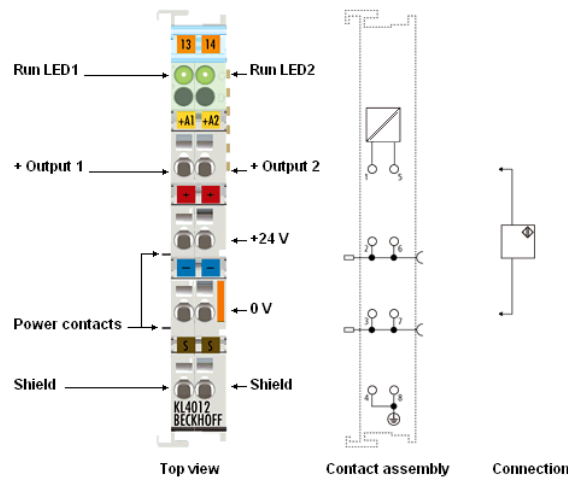 13 14
Run LED1
Run LED2
+A1 +A2
+ Output 1
+ Output 2
+ +
+24 V
− −
0 V
Power contacts
S S
Shield
Shield
KL4012
BECKHOFF
1 5
2 6
3 7
4 8
Top view
Contact assembly
Connection